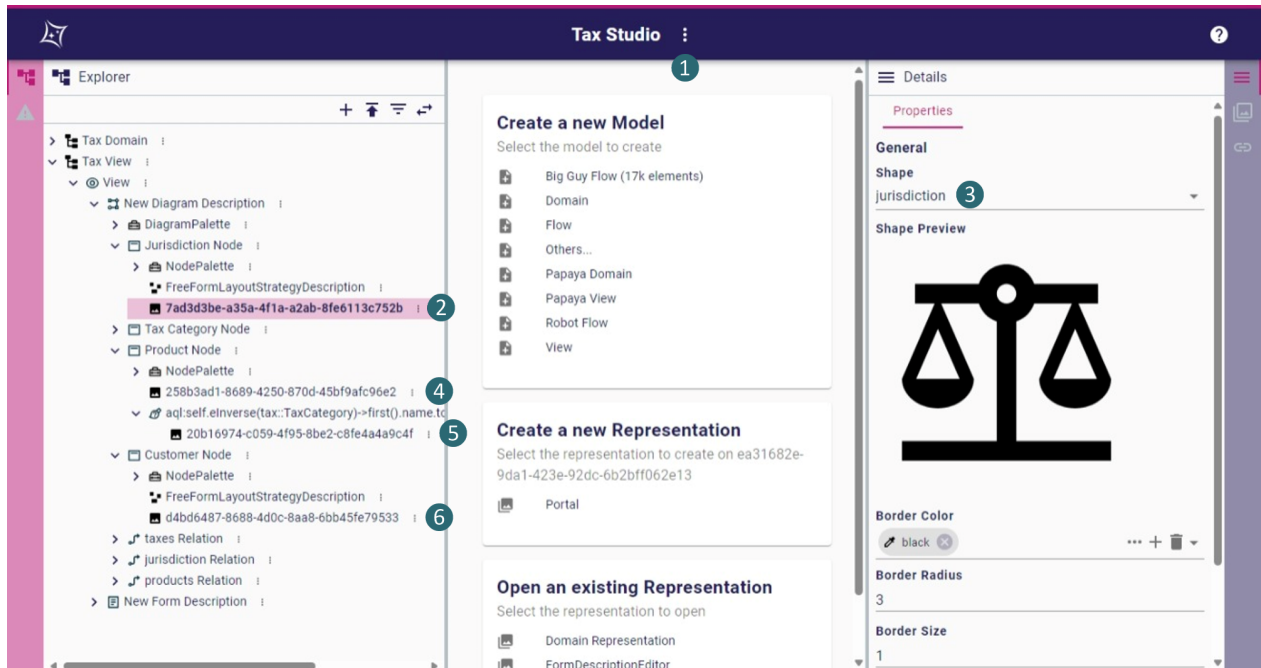 Tax Studio
1
Explorer
Tax Domain
Tax View
View
New Diagram Description
DiagramPalette
Jurisdiction Node
NodePalette
FreeFormLayoutStrategyDescription
7ad3d3be-a35a-4f1a-a2ab-8fe6113c752b
2
Tax Category Node
Product Node
NodePalette
258b3ad1-8689-4250-870d-45bf9afc96e2
4
aql:self.eInverse(tax::TaxCategory)->first().name.to
20b16974-c059-4f95-8be2-c8fe4a4a9c4f
5
Customer Node
NodePalette
FreeFormLayoutStrategyDescription
d4bd6487-8688-4d0c-8aa8-6bb45fe79533
6
taxes Relation
jurisdiction Relation
products Relation
New Form Description
Create a new Model
Select the model to create
Big Guy Flow (17k elements)
Domain
Flow
Others...
Papaya Domain
Papaya View
Robot Flow
View
Create a new Representation
Select the representation to create on ea31682e-
9da1-423e-92dc-6b2bff062e13
Portal
Open an existing Representation
Select the representation to open
Domain Representation
FormDescriptionEditor
Details
Properties
General
Shape
jurisdiction
3
Shape Preview
Border Color
black
Border Radius
3
Border Size
1